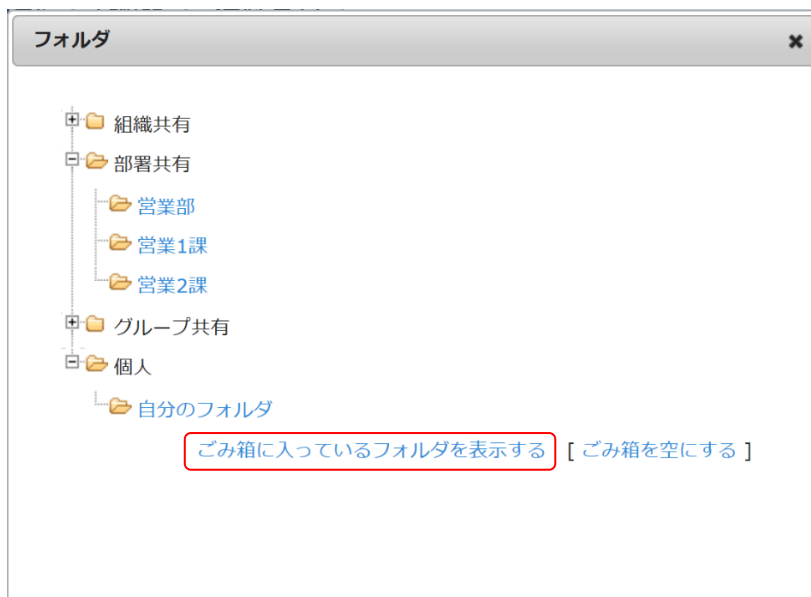 フォルダ
組織共有
部署共有
営業部
営業1課
営業2課
グループ共有
個人
自分のフォルダ
ごみ箱に入っているフォルダを表示する [ ごみ箱を空にする ]